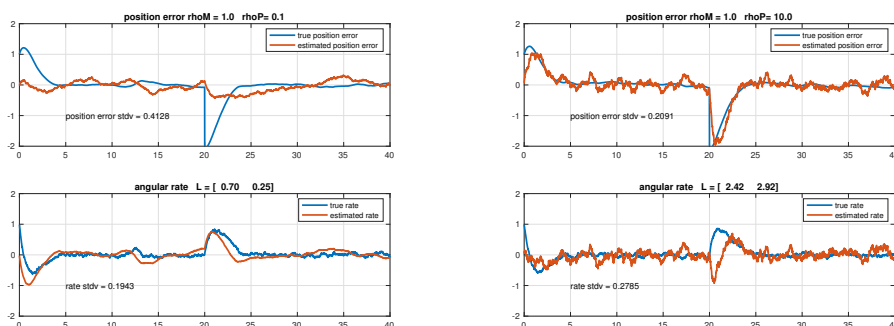 position error rhoM = 1.0 rhoP= 0.1
2
1
0
-1
-2
true position error
estimated position error
position error stdv = 0.4128
0 5 10 15 20 25 30 35 40
angular rate L = [ 0.70 0.25]
2
1
0
-1
-2
true rate
estimated rate
rate stdv = 0.1943
0 5 10 15 20 25 30 35 40
position error rhoM = 1.0 rhoP= 10.0
2
1
0
-1
-2
true position error
estimated position error
position error stdv = 0.2091
0 5 10 15 20 25 30 35 40
angular rate L = [ 2.42 2.92]
2
1
0
-1
-2
true rate
estimated rate
rate stdv = 0.2785
0 5 10 15 20 25 30 35 40